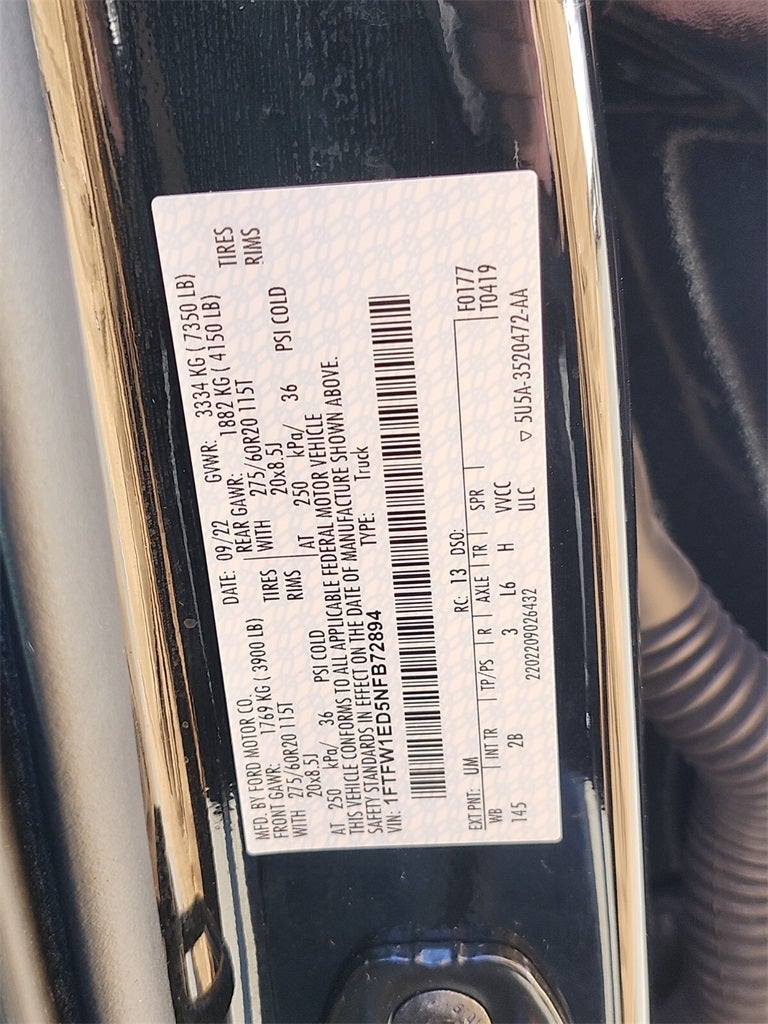 MFD. BY FORD MOTOR CO.
DATE: 09/22 GVWR: 3334 KG ( 7350 LB)
FRONT GAWR: 1769 KG ( 3900 LB) REAR GAWR: 1882 KG ( 4150 LB)
WITH 275/60R20 115T TIRES WITH 275/60R20 115T TIRES
20x8.5J RIMS 20x8.5J RIMS
AT 250 kPa/ 36 PSI COLD AT 250 kPa/ 36 PSI COLD
THIS VEHICLE CONFORMS TO ALL APPLICABLE FEDERAL MOTOR VEHICLE
SAFETY STANDARDS IN EFFECT ON THE DATE OF MANUFACTURE SHOWN ABOVE.
VIN: 1FTFW1ED5NFB72894 TYPE: Truck
F0177
EXT PNT: UM RC: 13 DSO: T0419
WB INT TR TP/PS R AXLE TR SPR
145 2B 3 L6 H VVCC
2202209026432 ULC ▽ 5U5A-3520472-AA